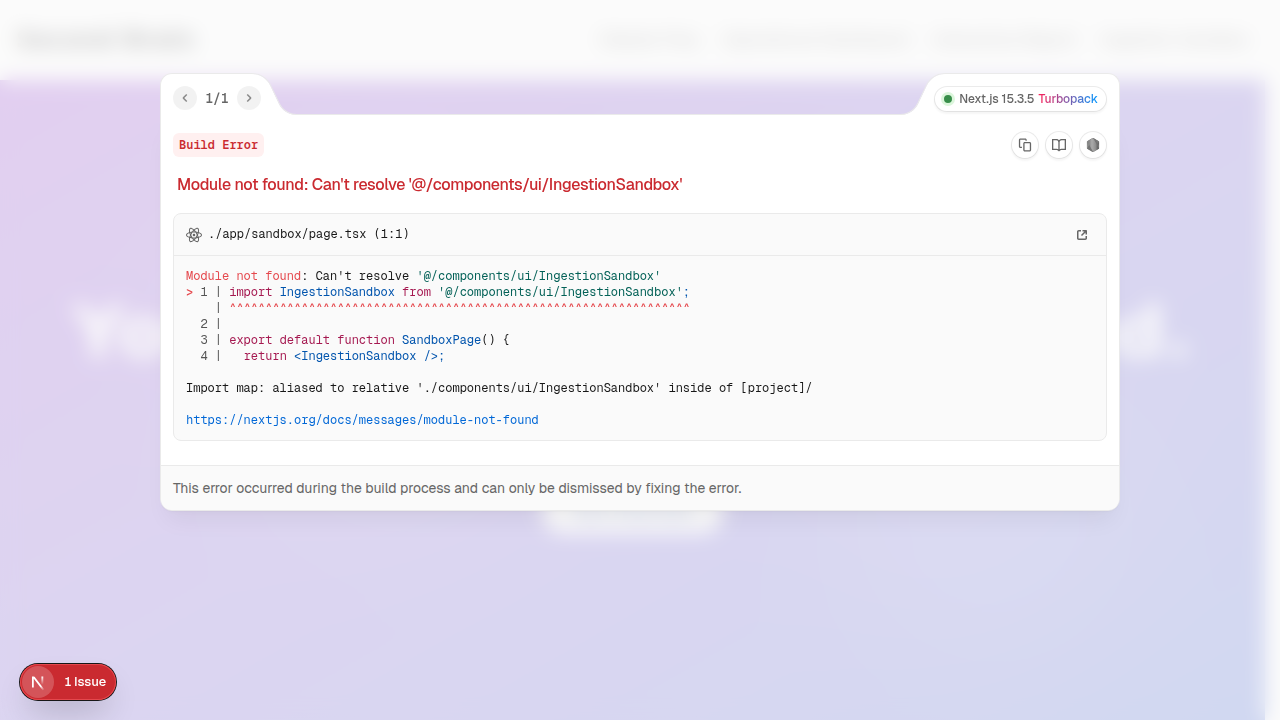 1/1
Next.js 15.3.5 Turbopack
Build Error
Module not found: Can't resolve '@/components/ui/IngestionSandbox'
./app/sandbox/page.tsx (1:1)
Module not found: Can't resolve '@/components/ui/IngestionSandbox'
> 1 | import IngestionSandbox from '@/components/ui/IngestionSandbox';
    | ^^^^^^^^^^^^^^^^^^^^^^^^^^^^^^^^^^^^^^^^^^^^^^^^^^^^^^^^^^^^^^^^
  2 |
  3 | export default function SandboxPage() {
  4 |   return <IngestionSandbox />;
Import map: aliased to relative './components/ui/IngestionSandbox' inside of [project]/
https://nextjs.org/docs/messages/module-not-found
This error occurred during the build process and can only be dismissed by fixing the error.
N 1 Issue